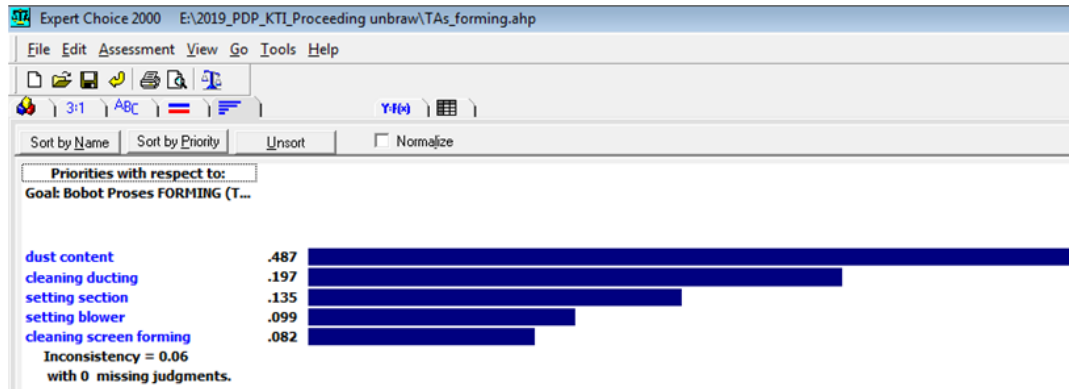 Expert Choice 2000 E:\2019_PDP_KTI_Proceeding unbraw\TAs_forming.ahp
File Edit Assessment View Go Tools Help
3:1 ABC Y:F(x)
Sort by Name Sort by Priority Unsort Normalize
Priorities with respect to:
Goal: Bobot Proses FORMING (T...
dust content .487
cleaning ducting .197
setting section .135
setting blower .099
cleaning screen forming .082
Inconsistency = 0.06
with 0 missing judgments.